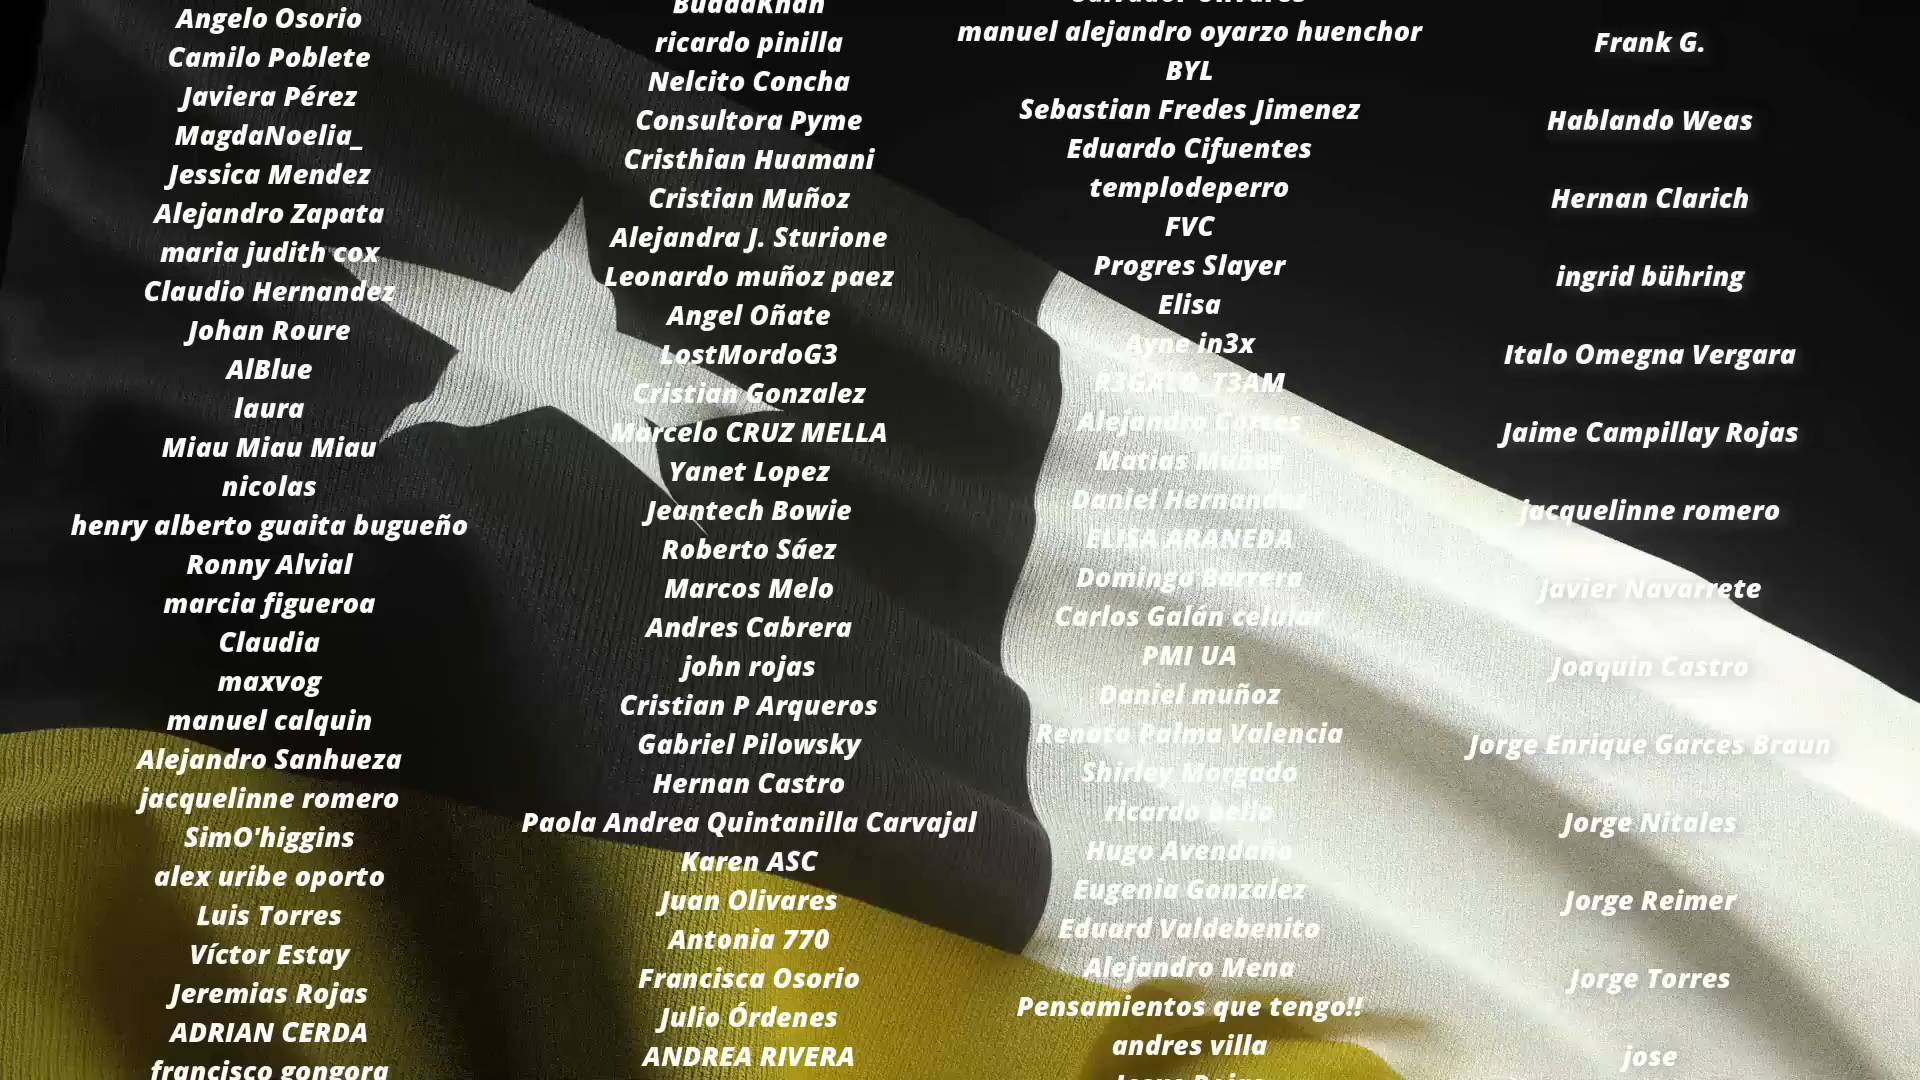 Angelo Osorio
Camilo Poblete
Javiera Pérez
MagdaNoelia_
Jessica Mendez
Alejandro Zapata
maria judith cox
Claudio Hernandez
Johan Roure
AlBlue
laura
Miau Miau Miau
nicolas
henry alberto guaita bugueño
Ronny Alvial
marcia figueroa
Claudia
maxvog
manuel calquin
Alejandro Sanhueza
jacquelinne romero
SimO'higgins
alex uribe oporto
Luis Torres
Víctor Estay
Jeremias Rojas
ADRIAN CERDA
francisco gongora
BuddaKhan
ricardo pinilla
Nelcito Concha
Consultora Pyme
Cristhian Huamani
Cristian Muñoz
Alejandra J. Sturione
Leonardo muñoz paez
Angel Oñate
LostMordoG3
Cristian Gonzalez
Marcelo CRUZ MELLA
Yanet Lopez
Jeantech Bowie
Roberto Sáez
Marcos Melo
Andres Cabrera
john rojas
Cristian P Arqueros
Gabriel Pilowsky
Hernan Castro
Paola Andrea Quintanilla Carvajal
Karen ASC
Juan Olivares
Antonia 770
Francisca Osorio
Julio Órdenes
ANDREA RIVERA
manuel alejandro oyarzo huenchor
BYL
Sebastian Fredes Jimenez
Eduardo Cifuentes
templodeperro
FVC
Progres Slayer
Elisa
Ayne in3x
R3GALO_T3AM
Alejandro Cortes
Matias Muñoz
Daniel Hernandez
ELISA ARANEDA
Domingo Barrera
Carlos Galán celular
PMI UA
Daniel muñoz
Renato Palma Valencia
Shirley Morgado
ricardo bello
Hugo Avendaño
Eugenia Gonzalez
Eduard Valdebenito
Alejandro Mena
Pensamientos que tengo!!
andres villa
Frank G.
Hablando Weas
Hernan Clarich
ingrid bühring
Italo Omegna Vergara
Jaime Campillay Rojas
jacquelinne romero
Javier Navarrete
Joaquin Castro
Jorge Enrique Garces Braun
Jorge Nitales
Jorge Reimer
Jorge Torres
jose